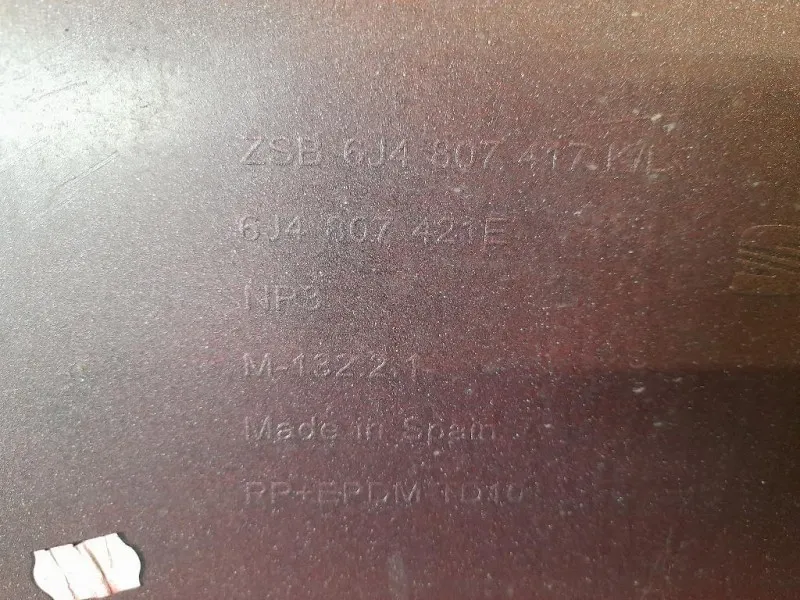 ZSB 6J4 807 417 K/L
6J4 807 421E
NR3
M-132.2.1
Made in Spain
PP+EPDM TD10